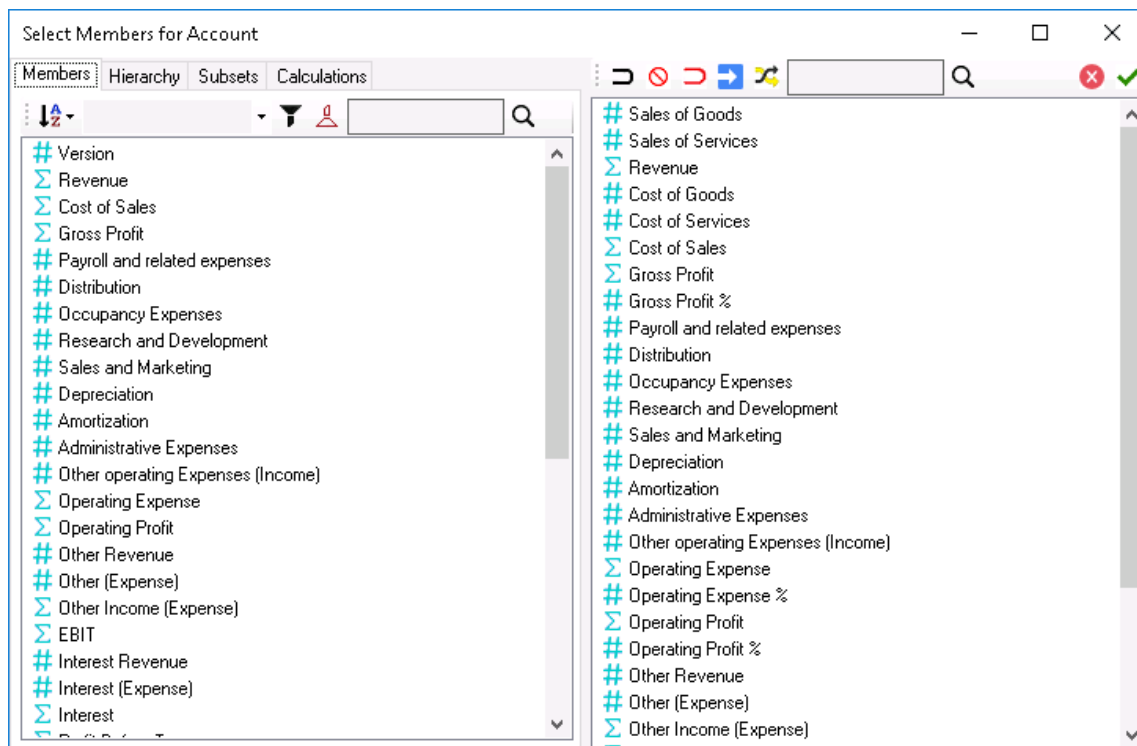 Select Members for Account
Members Hierarchy Subsets Calculations
Version
Revenue
Cost of Sales
Gross Profit
Payroll and related expenses
Distribution
Occupancy Expenses
Research and Development
Sales and Marketing
Depreciation
Amortization
Administrative Expenses
Other operating Expenses (Income)
Operating Expense
Operating Profit
Other Revenue
Other (Expense)
Other Income (Expense)
EBIT
Interest Revenue
Interest (Expense)
Interest
Sales of Goods
Sales of Services
Revenue
Cost of Goods
Cost of Services
Cost of Sales
Gross Profit
Gross Profit %
Payroll and related expenses
Distribution
Occupancy Expenses
Research and Development
Sales and Marketing
Depreciation
Amortization
Administrative Expenses
Other operating Expenses (Income)
Operating Expense
Operating Expense %
Operating Profit
Operating Profit %
Other Revenue
Other (Expense)
Other Income (Expense)